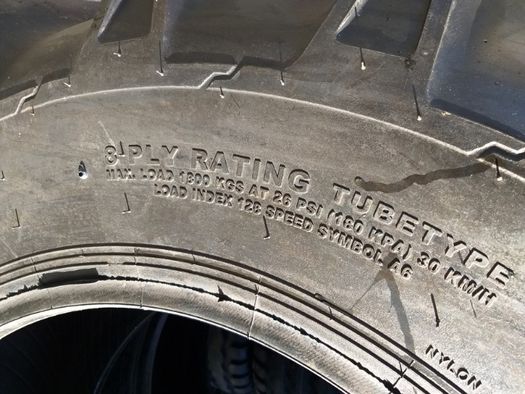 8-PLY RATING TUBETYPE
MAX. LOAD 1800 KGS AT 26 PSI (180 KPA) 30 KM/H
LOAD INDEX 128 SPEED SYMBOL A6
NYLON